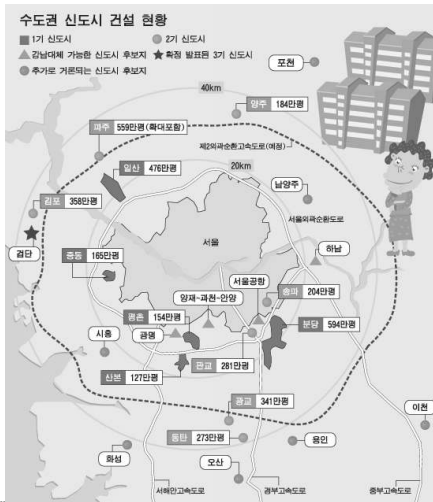 수도권 신도시 건설 현황
1기 신도시
2기 신도시
강남대체 가능한 신도시 후보지
확정 발표된 3기 신도시
추가로 거론되는 신도시 후보지
포천
40km
양주 184만평
파주 559만평(확대포함)
제2외곽순환고속도로(예정)
20km
일산 476만평
남양주
김포 358만평
서울외곽순환도로
서울
하남
검단
중동 165만평
서울공항
송파 204만평
양재~과천~안양
평촌 154만평
분당 594만평
시흥
광명
판교 281만평
산본 127만평
광교 341만평
이천
동탄 273만평
용인
화성
오산
서해안고속도로
경부고속도로
중부고속도로